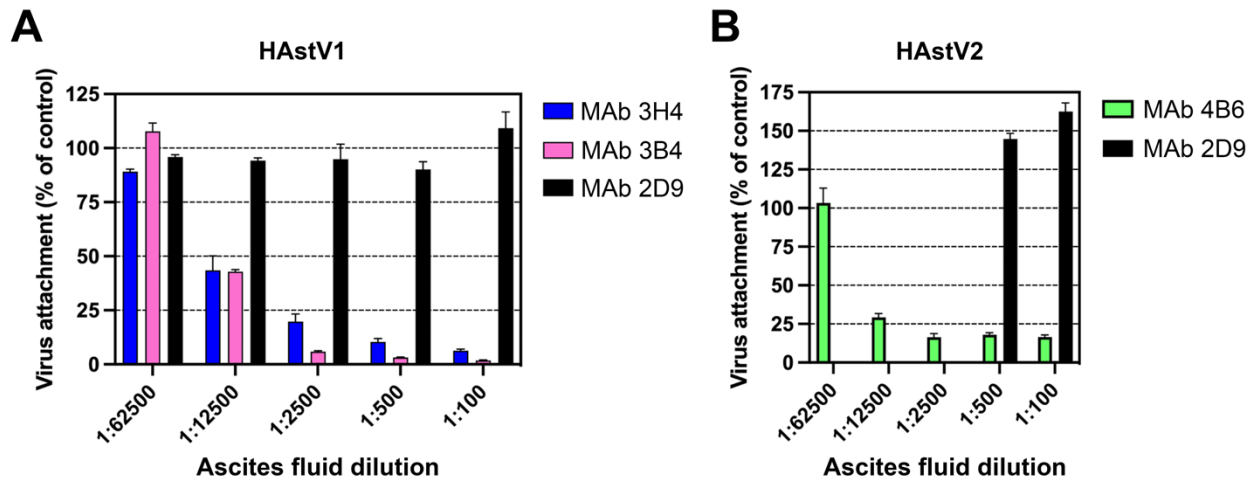 A
HAstV1
Virus attachment (% of control)
125
100
75
50
25
0
1:62500
1:12500
1:2500
1:500
1:100
Ascites fluid dilution
MAb 3H4
MAb 3B4
MAb 2D9
B
HAstV2
Virus attachment (% of control)
175
150
125
100
75
50
25
0
1:62500
1:12500
1:2500
1:500
1:100
Ascites fluid dilution
MAb 4B6
MAb 2D9